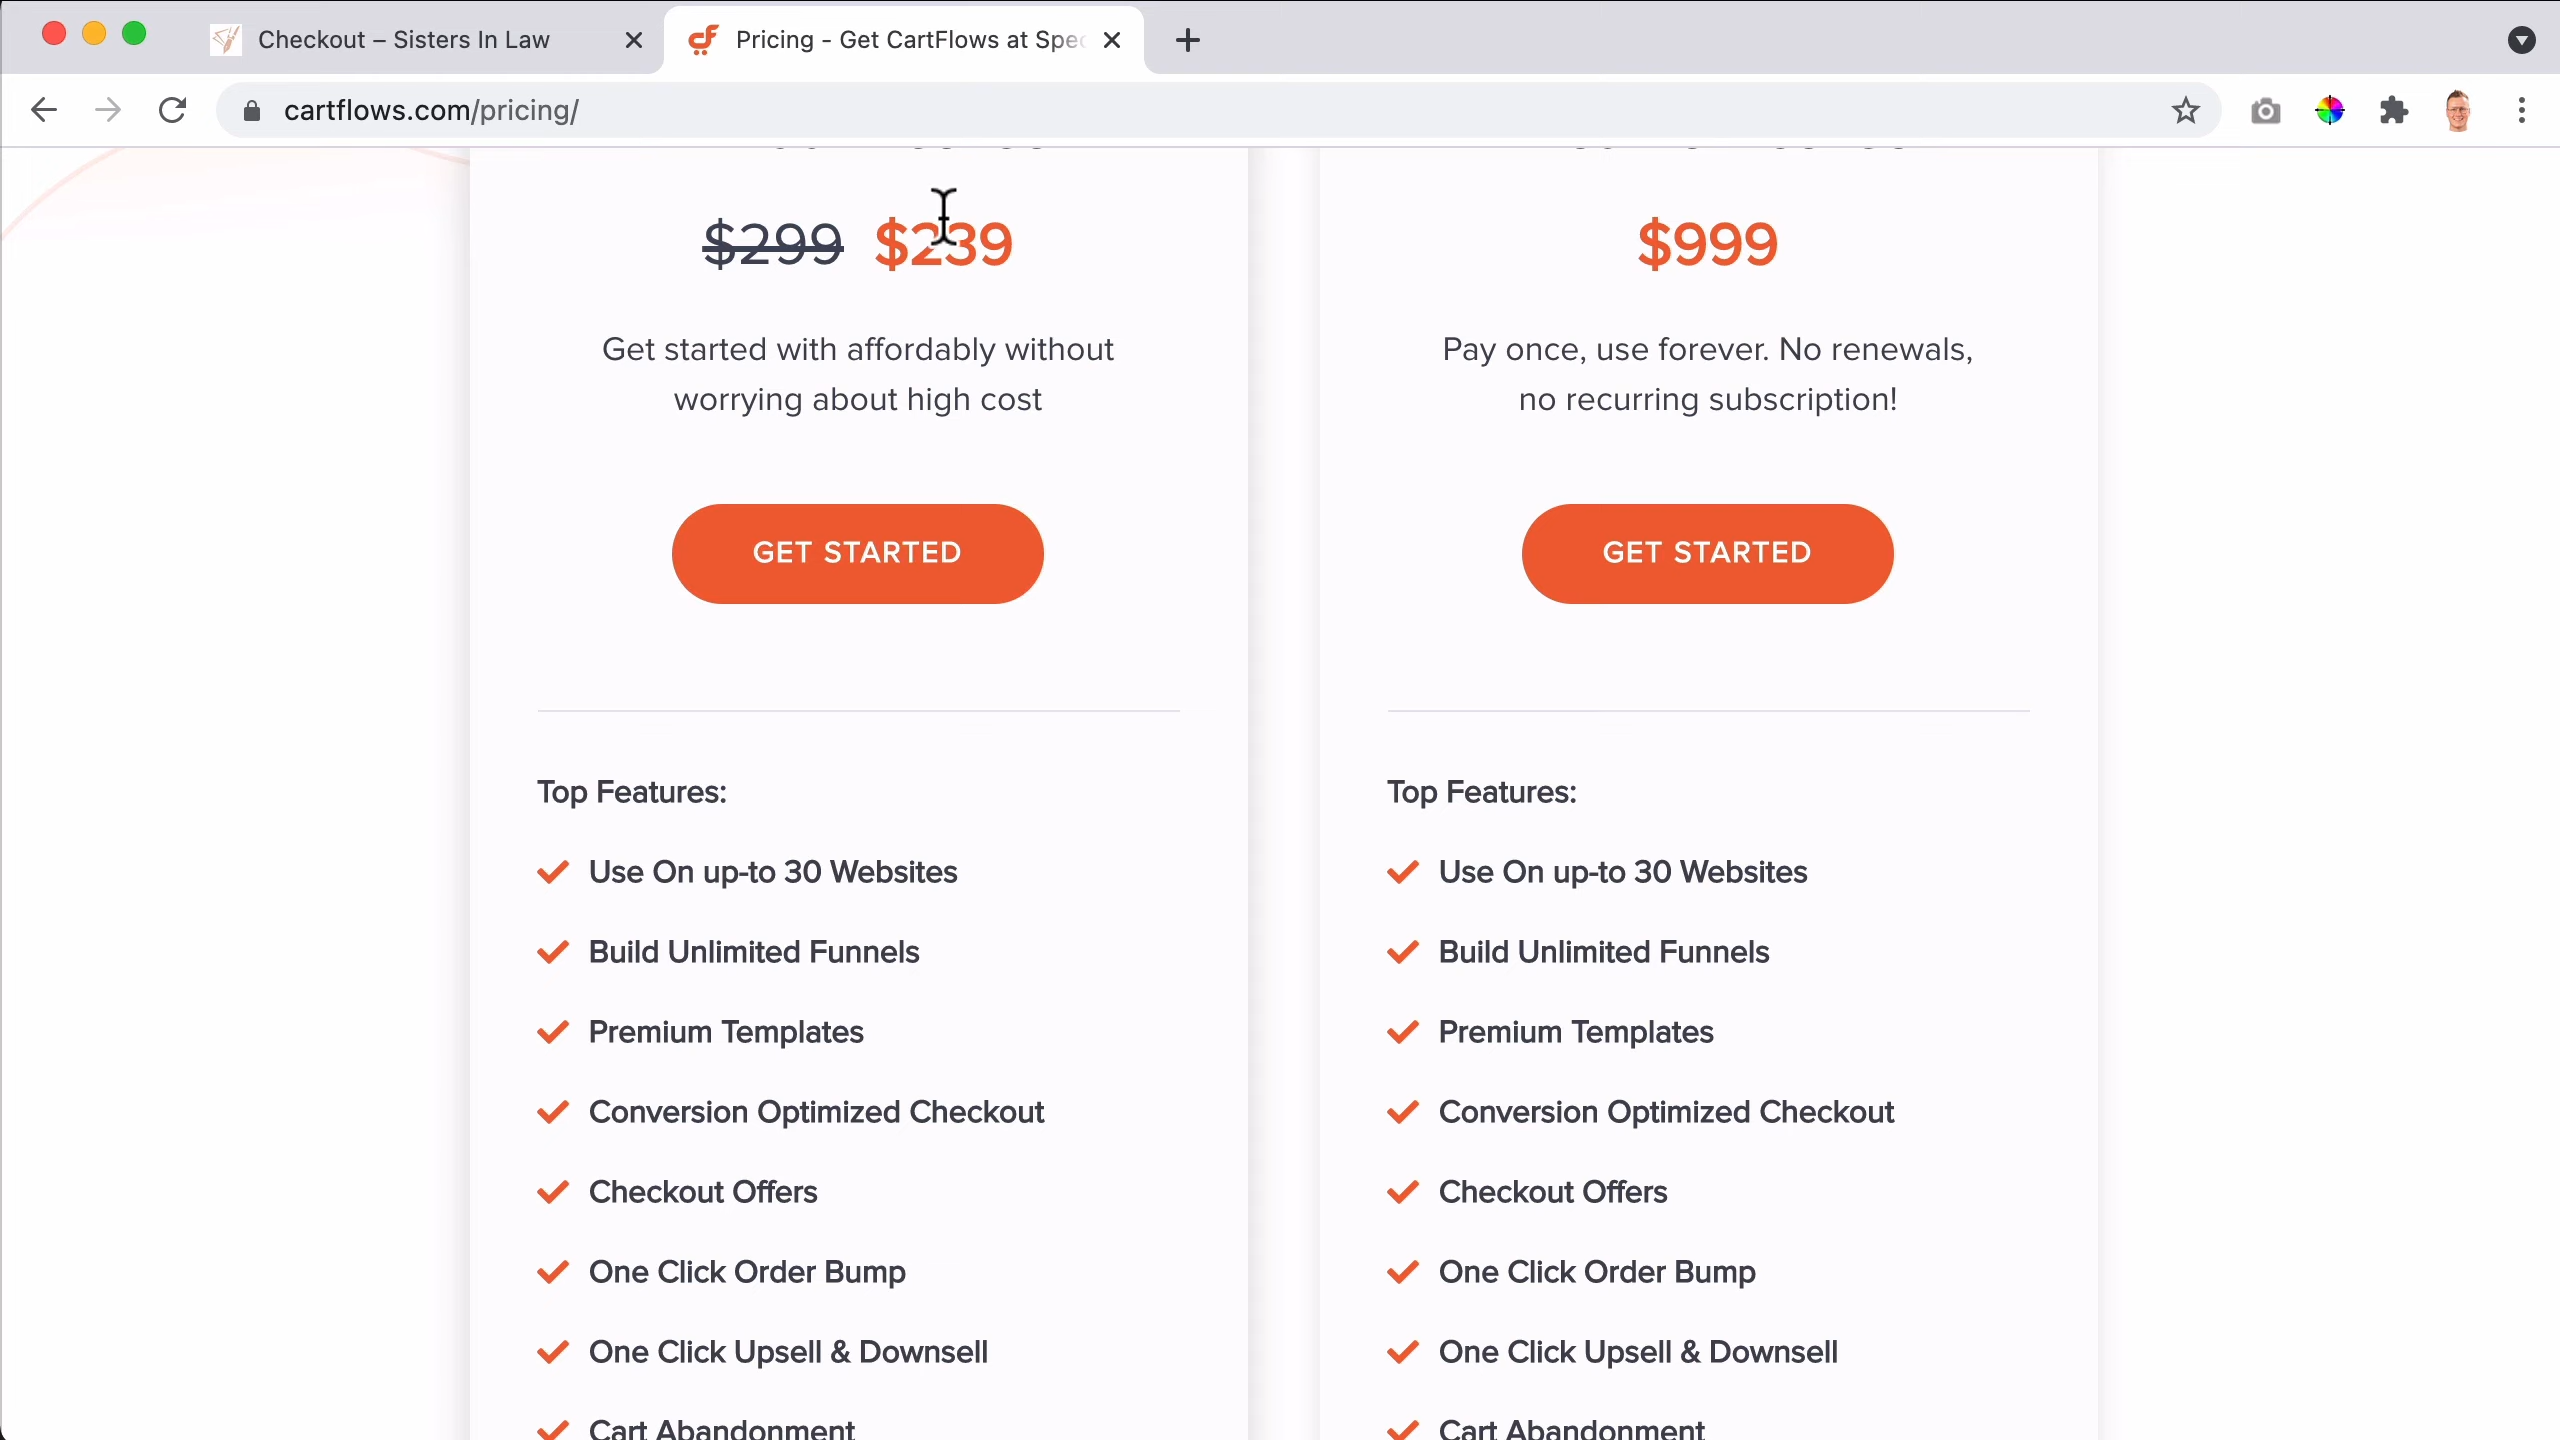 Checkout – Sisters In Law
Pricing - Get CartFlows at Spec
cartflows.com/pricing/
$299 $239
Get started with affordably without
worrying about high cost
GET STARTED
Top Features:
Use On up-to 30 Websites
Build Unlimited Funnels
Premium Templates
Conversion Optimized Checkout
Checkout Offers
One Click Order Bump
One Click Upsell & Downsell
Cart Abandonment
$999
Pay once, use forever. No renewals,
no recurring subscription!
GET STARTED
Top Features:
Use On up-to 30 Websites
Build Unlimited Funnels
Premium Templates
Conversion Optimized Checkout
Checkout Offers
One Click Order Bump
One Click Upsell & Downsell
Cart Abandonment